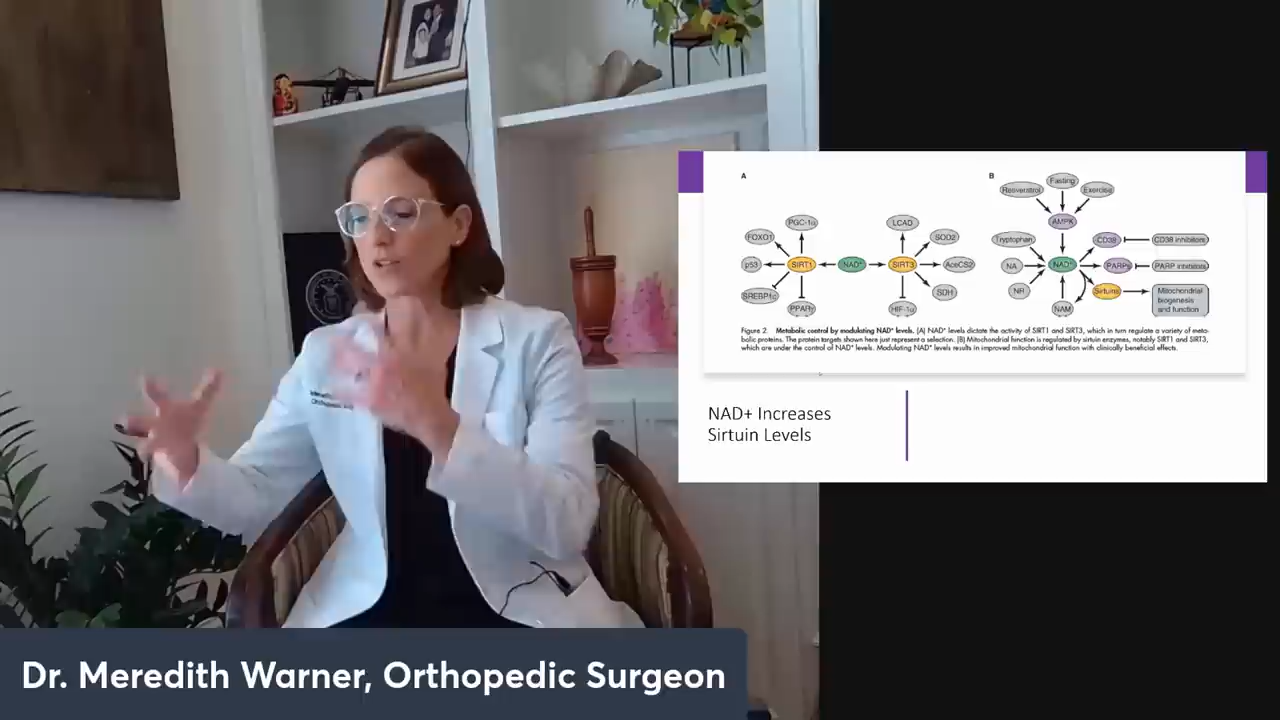 A
FOXO1
PGC-1α
p53
SIRT1
NAD⁺
SREBP1c
PPARγ
LCAD
SOD2
SIRT3
AceCS2
SDH
HIF-1α
B
Resveratrol
Fasting
Exercise
AMPK
Tryptophan
CD38
CD38 inhibitors
NA
NAD⁺
PARPs
PARP inhibitors
NR
Sirtuins
NAM
Mitochondrial
biogenesis
and function
Figure 2. Metabolic control by modulating NAD⁺ levels. (A) NAD⁺ levels dictate the activity of SIRT1 and SIRT3, which in turn regulate a variety of meta-
bolic proteins. The protein targets shown here just represent a selection. (B) Mitochondrial function is regulated by sirtuin enzymes, notably SIRT1 and SIRT3,
which are under the control of NAD⁺ levels. Modulating NAD⁺ levels results in improved mitochondrial function with clinically beneficial effects.
NAD+ Increases
Sirtuin Levels
Dr. Meredith Warner, Orthopedic Surgeon